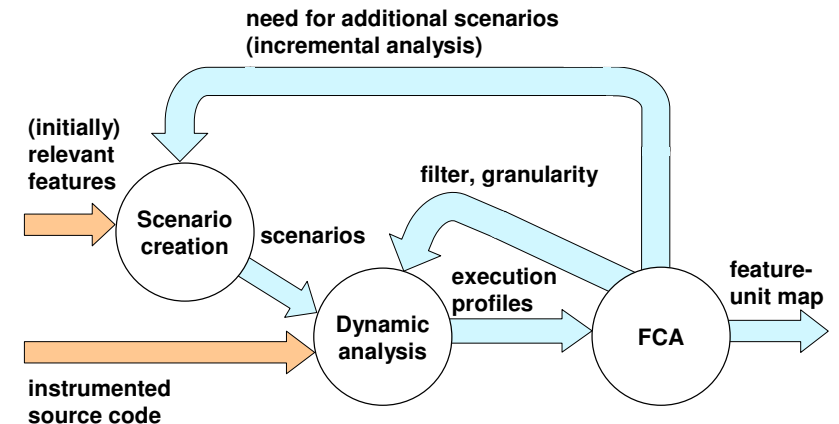 need for additional scenarios
(incremental analysis)
(initially)
relevant
features
filter, granularity
Scenario
creation
scenarios
execution
profiles
feature-
unit map
Dynamic
analysis
FCA
instrumented
source code